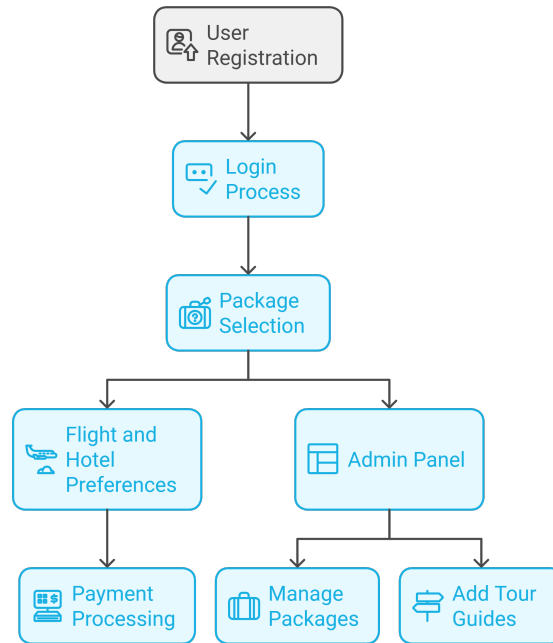 User
Registration
Login
Process
Package
Selection
Flight and
Hotel
Preferences
Admin Panel
Payment
Processing
Manage
Packages
Add Tour
Guides